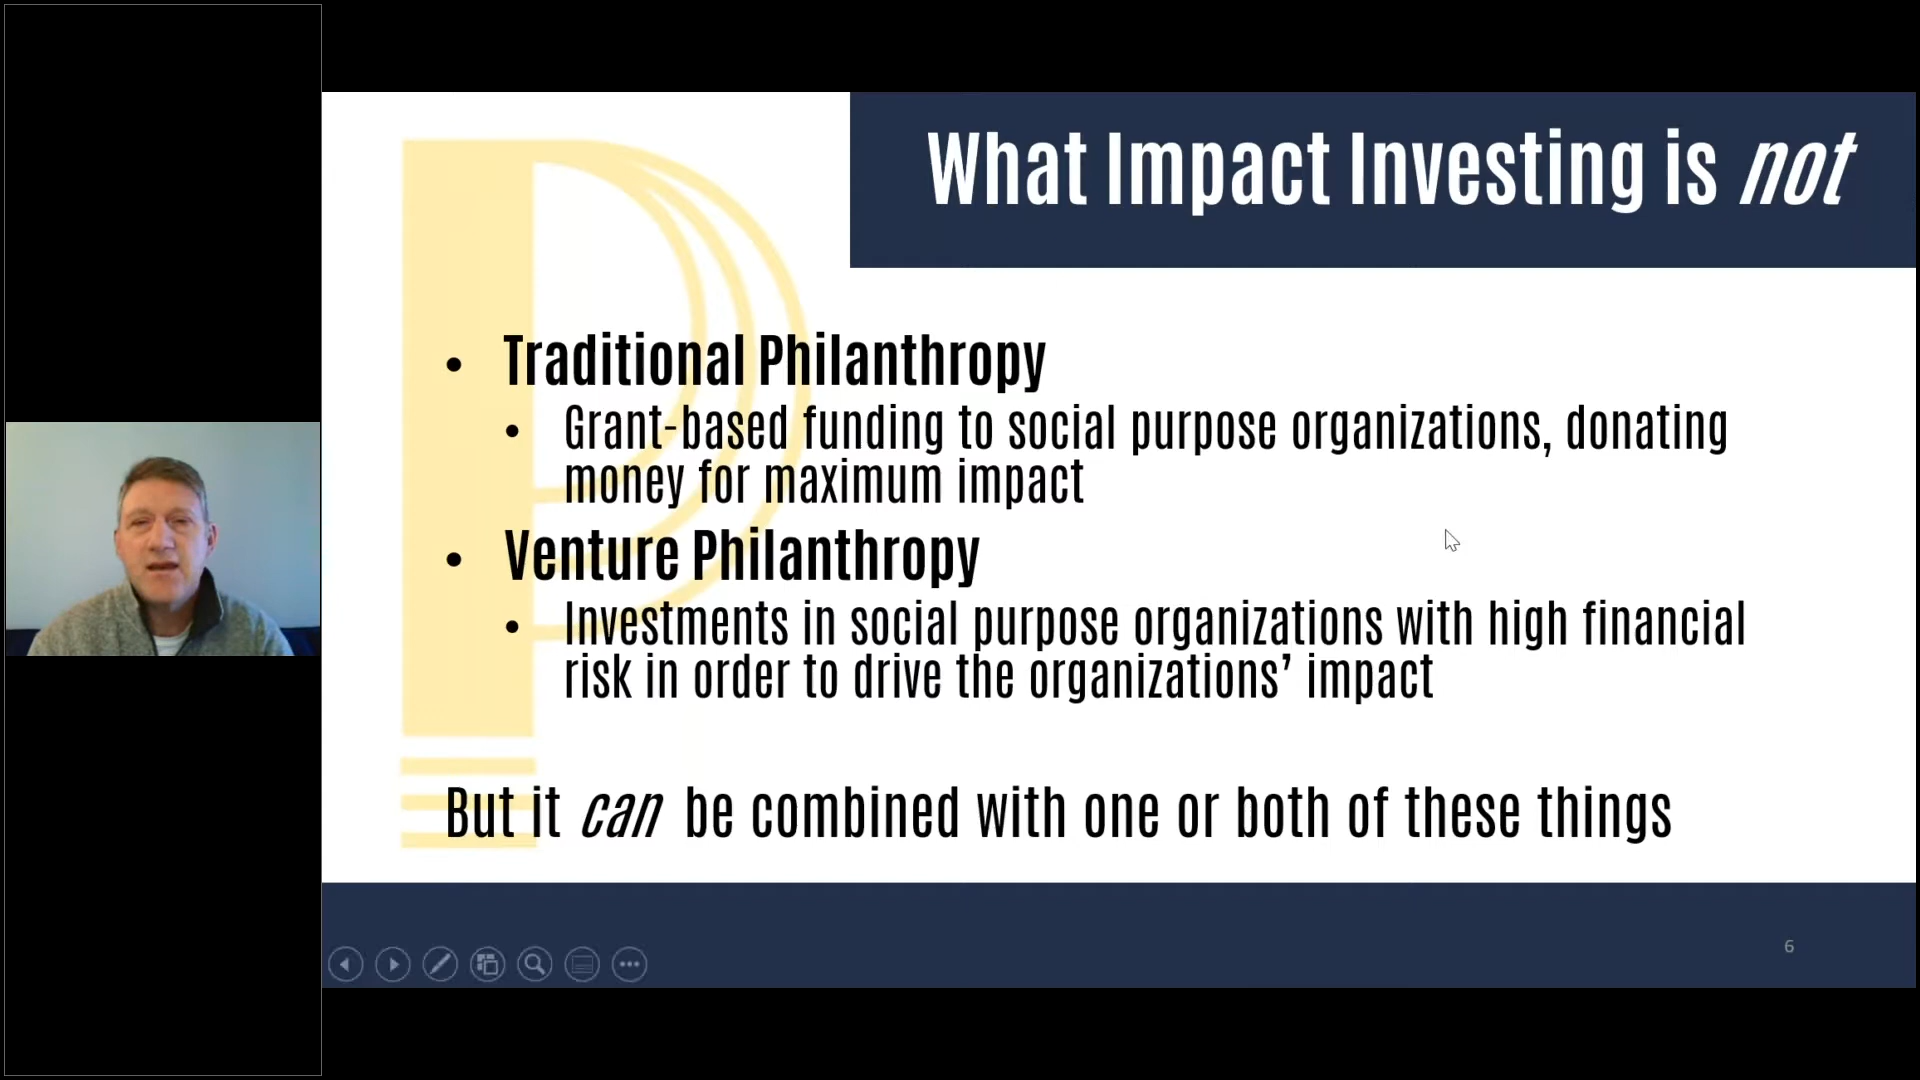 What Impact Investing is not
• Traditional Philanthropy
• Grant-based funding to social purpose organizations, donating
money for maximum impact
• Venture Philanthropy
• Investments in social purpose organizations with high financial
risk in order to drive the organizations’ impact
But it can be combined with one or both of these things
6